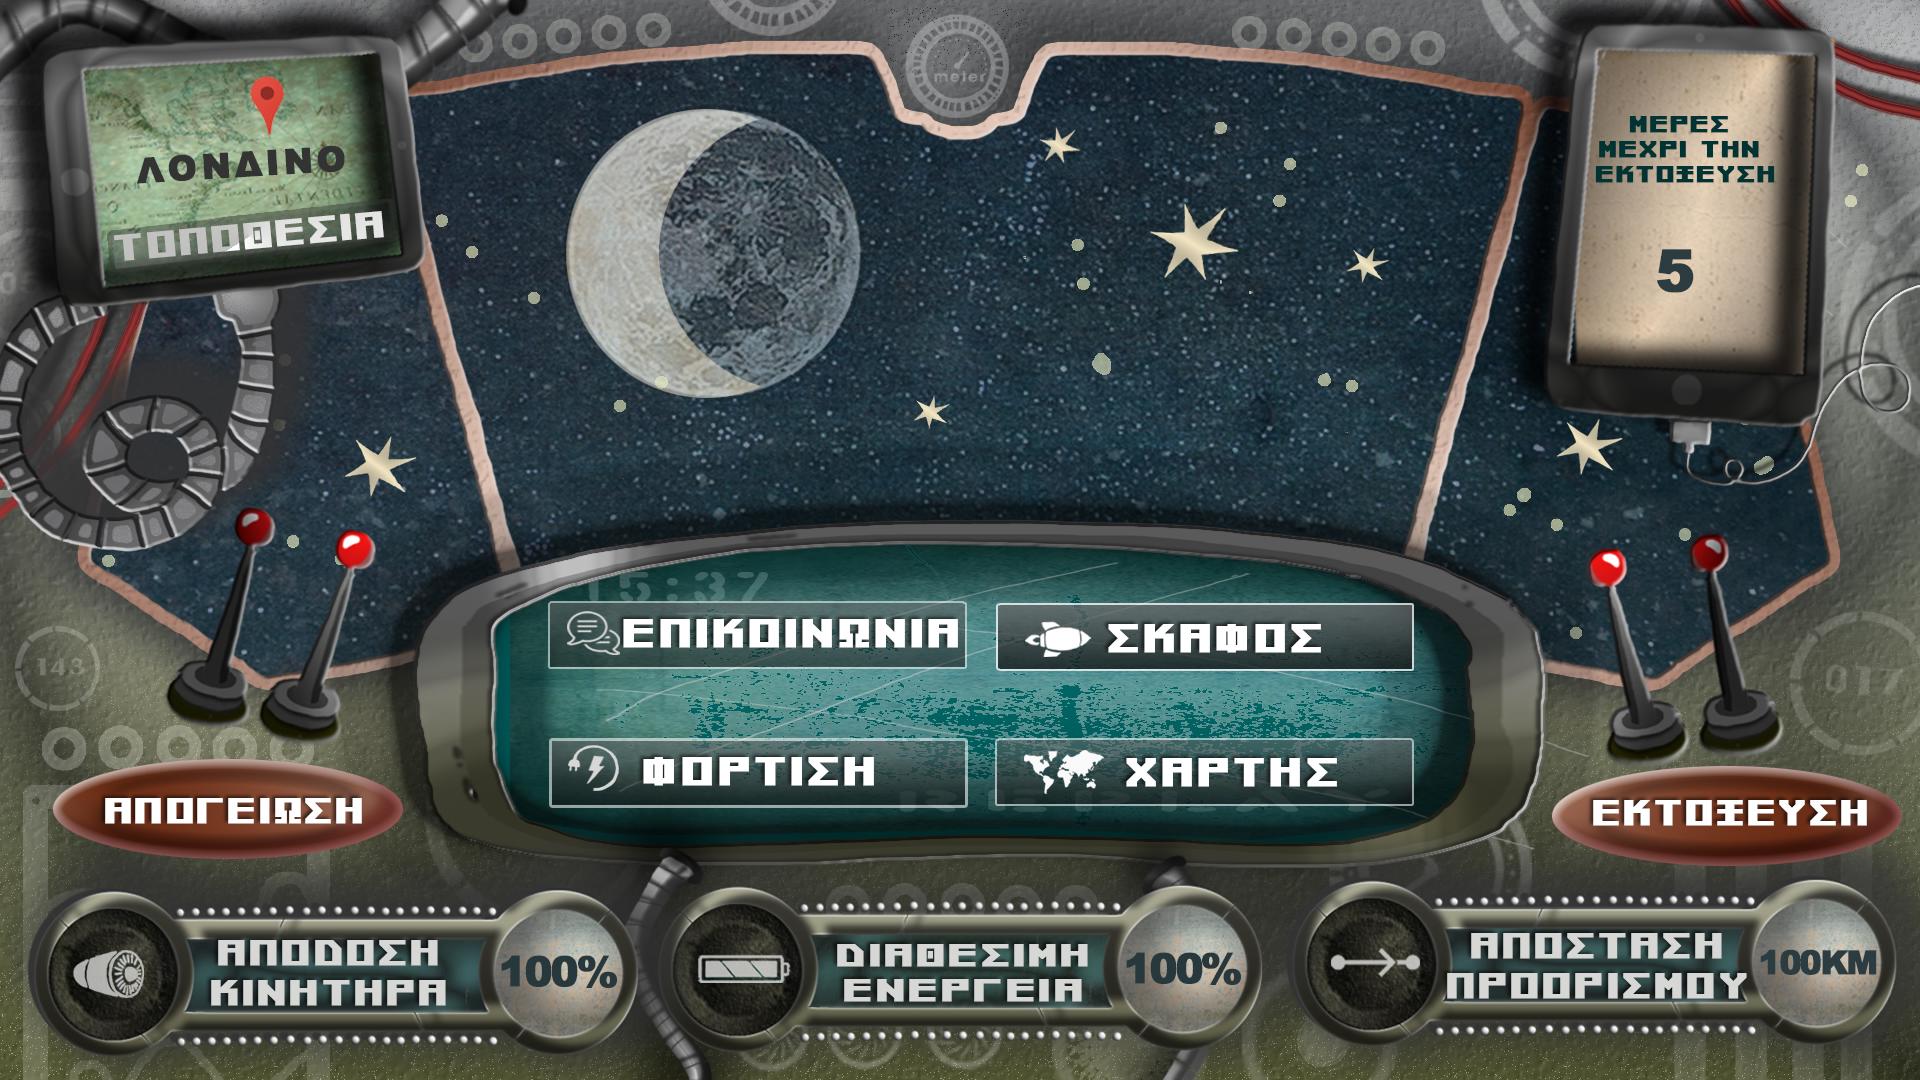 meter
ΛΟΝΔΙΝΟ
ΤΟΠΟΘΕΣΙΑ
ΜΕΡΕΣ
ΜΕΧΡΙ ΤΗΝ
ΕΚΤΟΞΕΥΣΗ
5
15:37
ΕΠΙΚΟΙΝΩΝΙΑ
ΣΚΑΦΟΣ
ΦΟΡΤΙΣΗ
ΧΑΡΤΗΣ
143
017
ΑΠΟΓΕΙΩΣΗ
ΕΚΤΟΞΕΥΣΗ
ΑΠΟΔΟΣΗ
ΚΙΝΗΤΗΡΑ
100%
ΔΙΑΘΕΣΙΜΗ
ΕΝΕΡΓΕΙΑ
100%
ΑΠΟΣΤΑΣΗ
ΠΡΟΟΡΙΣΜΟΥ
100KM